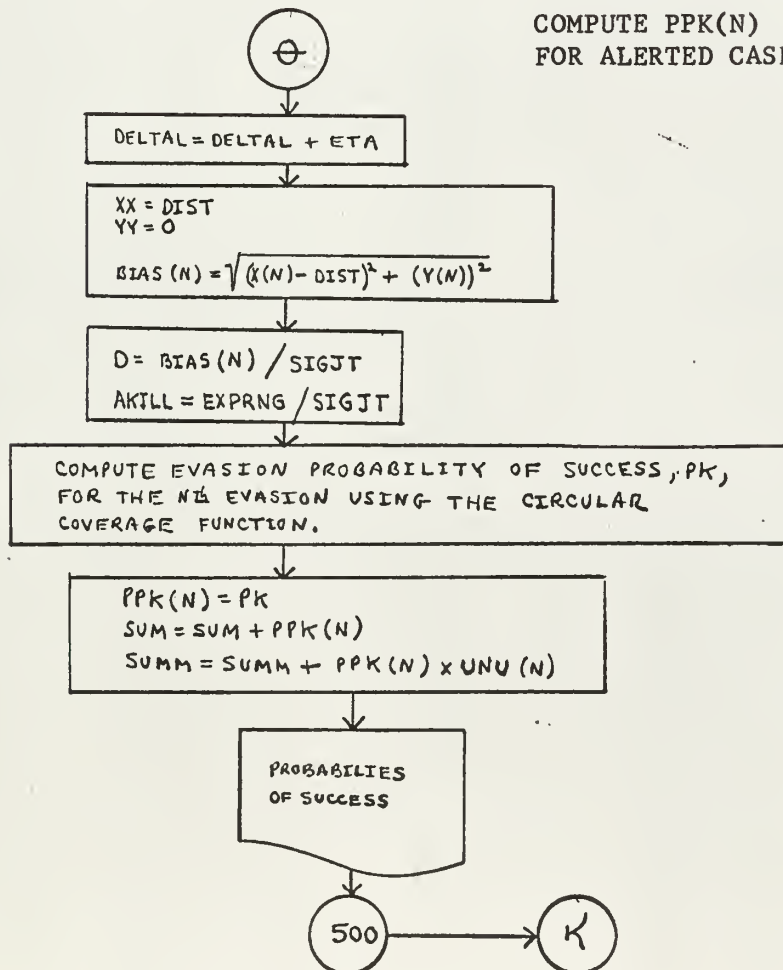 COMPUTE PPK(N)
FOR ALERTED CASE
θ
DELTAL = DELTAL + ETA
XX = DIST
YY = 0
BIAS(N) = √(X(N) - DIST)² + (Y(N))²
D = BIAS(N) / SIGJT
AKILL = EXPRNG / SIGJT
COMPUTE EVASION PROBABILITY OF SUCCESS, PK,
FOR THE Nth EVASION USING THE CIRCULAR
COVERAGE FUNCTION.
PPK(N) = PK
SUM = SUM + PPK(N)
SUMM = SUMM + PPK(N) x UNU(N)
PROBABILIES
OF SUCCESS
500
K